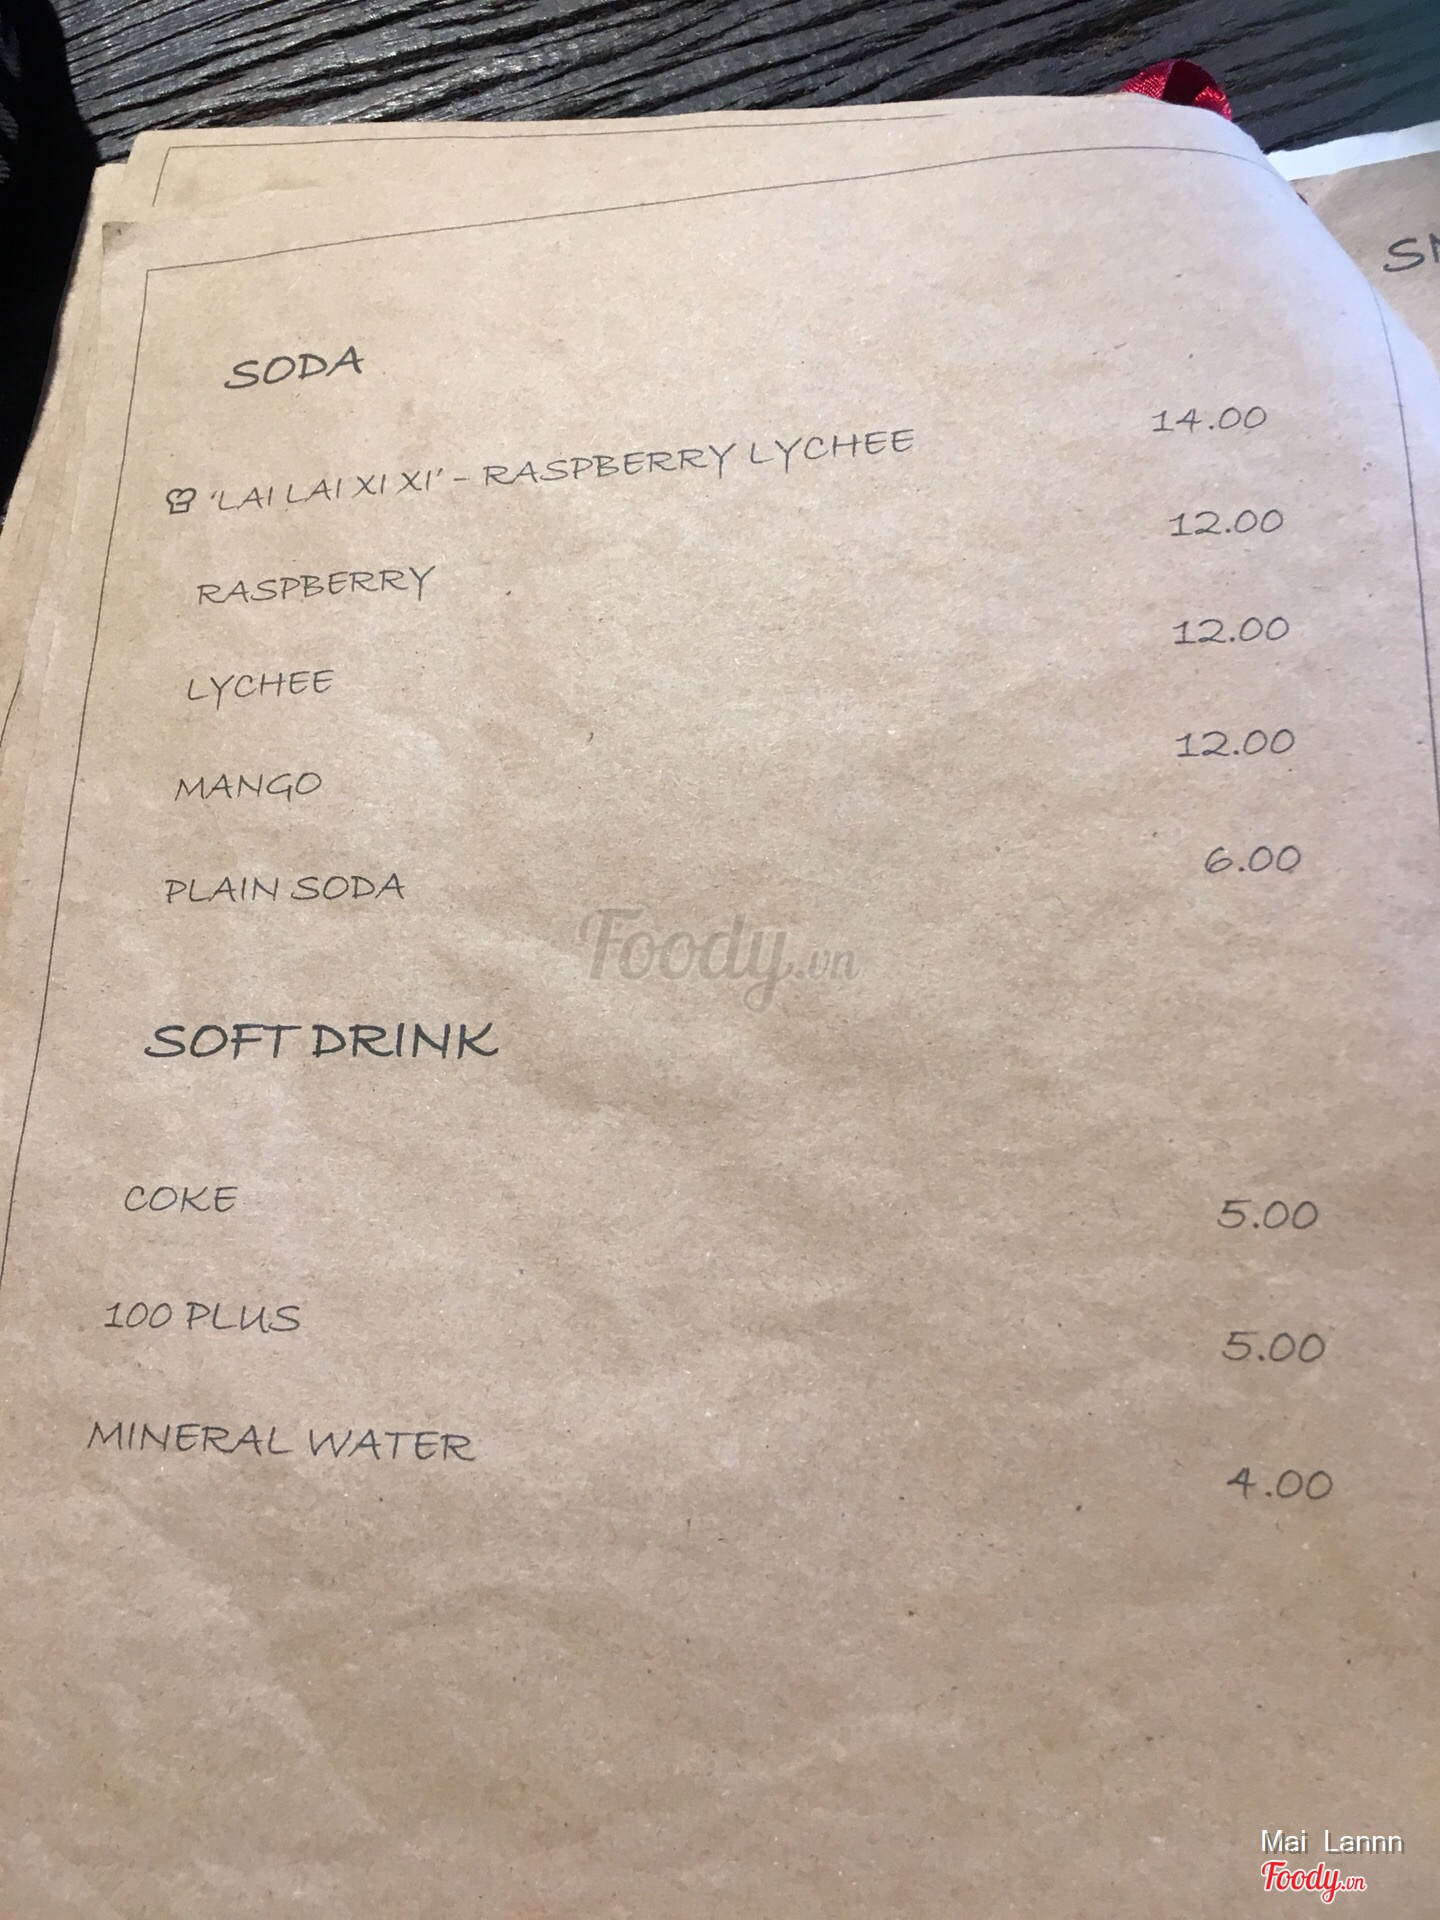 SODA
'LAI LAI XI XI' - RASPBERRY LYCHEE 14.00
RASPBERRY 12.00
LYCHEE 12.00
MANGO 12.00
PLAIN SODA 6.00
Foody.vn
SOFT DRINK
COKE 5.00
100 PLUS 5.00
MINERAL WATER 4.00
Mai Lannn
Foody.vn